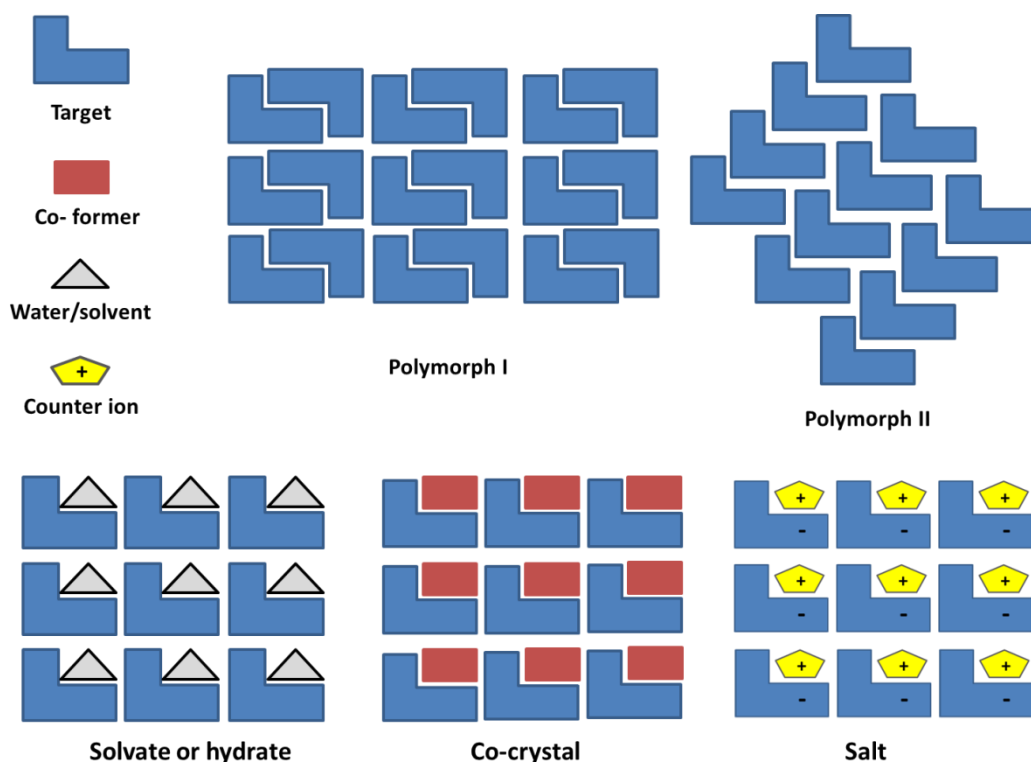 Target
Co- former
Water/solvent
+
Counter ion
Polymorph I
Polymorph II
+ + +
- - -
+ + +
- - -
+ + +
- - -
Solvate or hydrate
Co-crystal
Salt